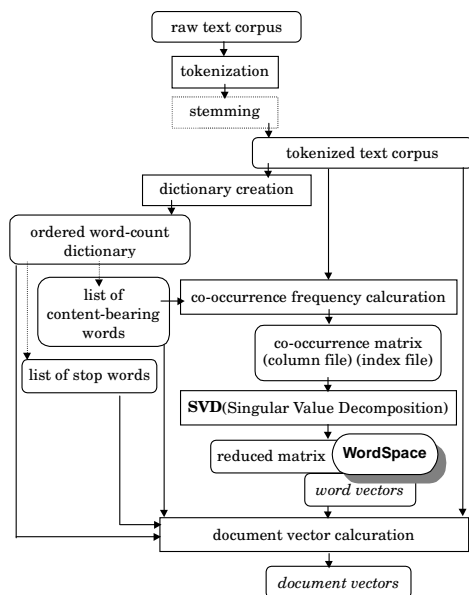 raw text corpus
tokenization
stemming
tokenized text corpus
dictionary creation
ordered word-count
dictionary
list of
content-bearing
words
co-occurrence frequency calcuration
co-occurrence matrix
(column file) (index file)
list of stop words
SVD(Singular Value Decomposition)
reduced matrix
WordSpace
word vectors
document vector calcuration
document vectors